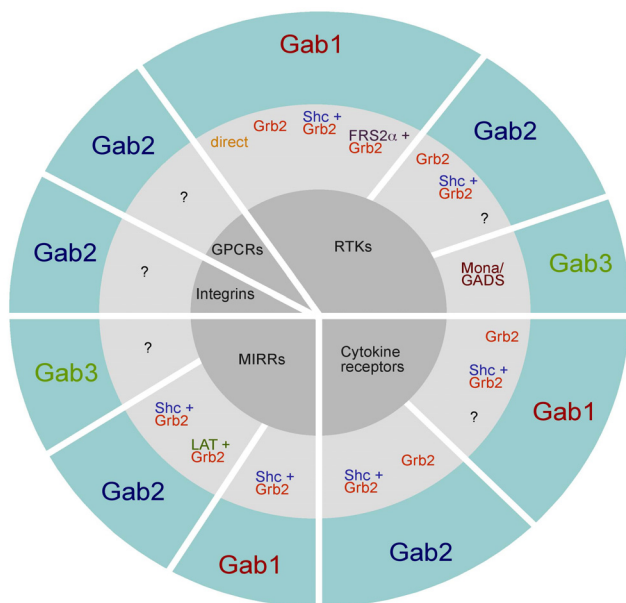 Gab1
Gab2
Gab2
direct
Grb2
Shc +
Grb2
FRS2α +
Grb2
Grb2
Shc +
Grb2
?
?
GPCRs
RTKs
Gab2
?
Integrins
Mona/
GADS
Gab3
Gab3
?
MIRRs
Cytokine
receptors
Grb2
Shc +
Grb2
?
Gab1
Shc +
Grb2
LAT +
Grb2
Gab2
Shc +
Grb2
Shc +
Grb2
Grb2
Gab1
Gab2